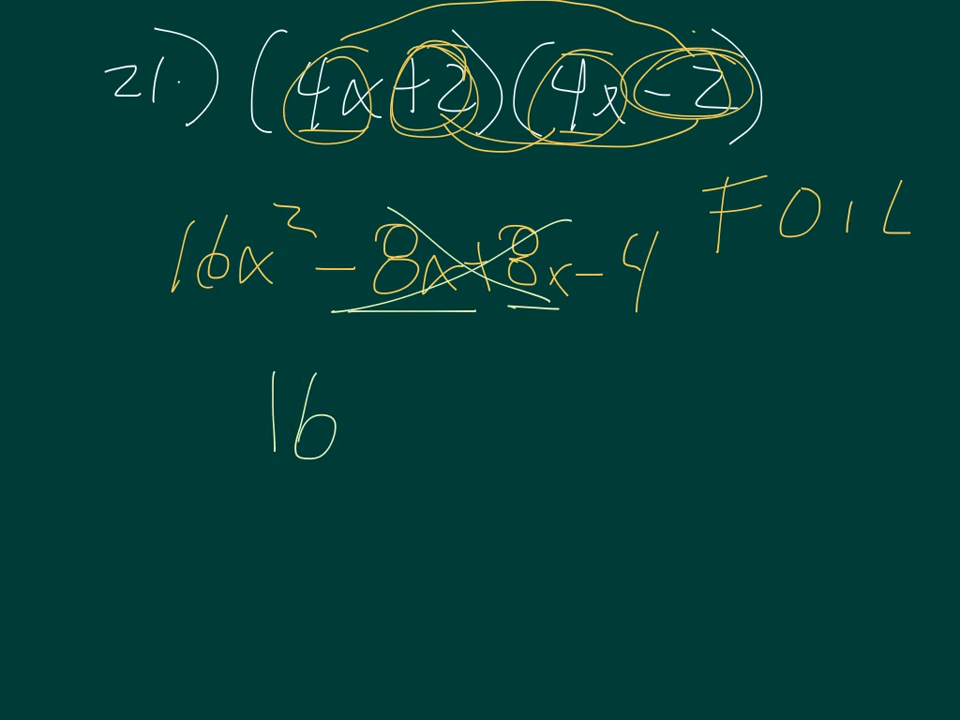 21.) (4x+2)(4x-2)
FOIL
16x² - 8x + 8x - 4
16